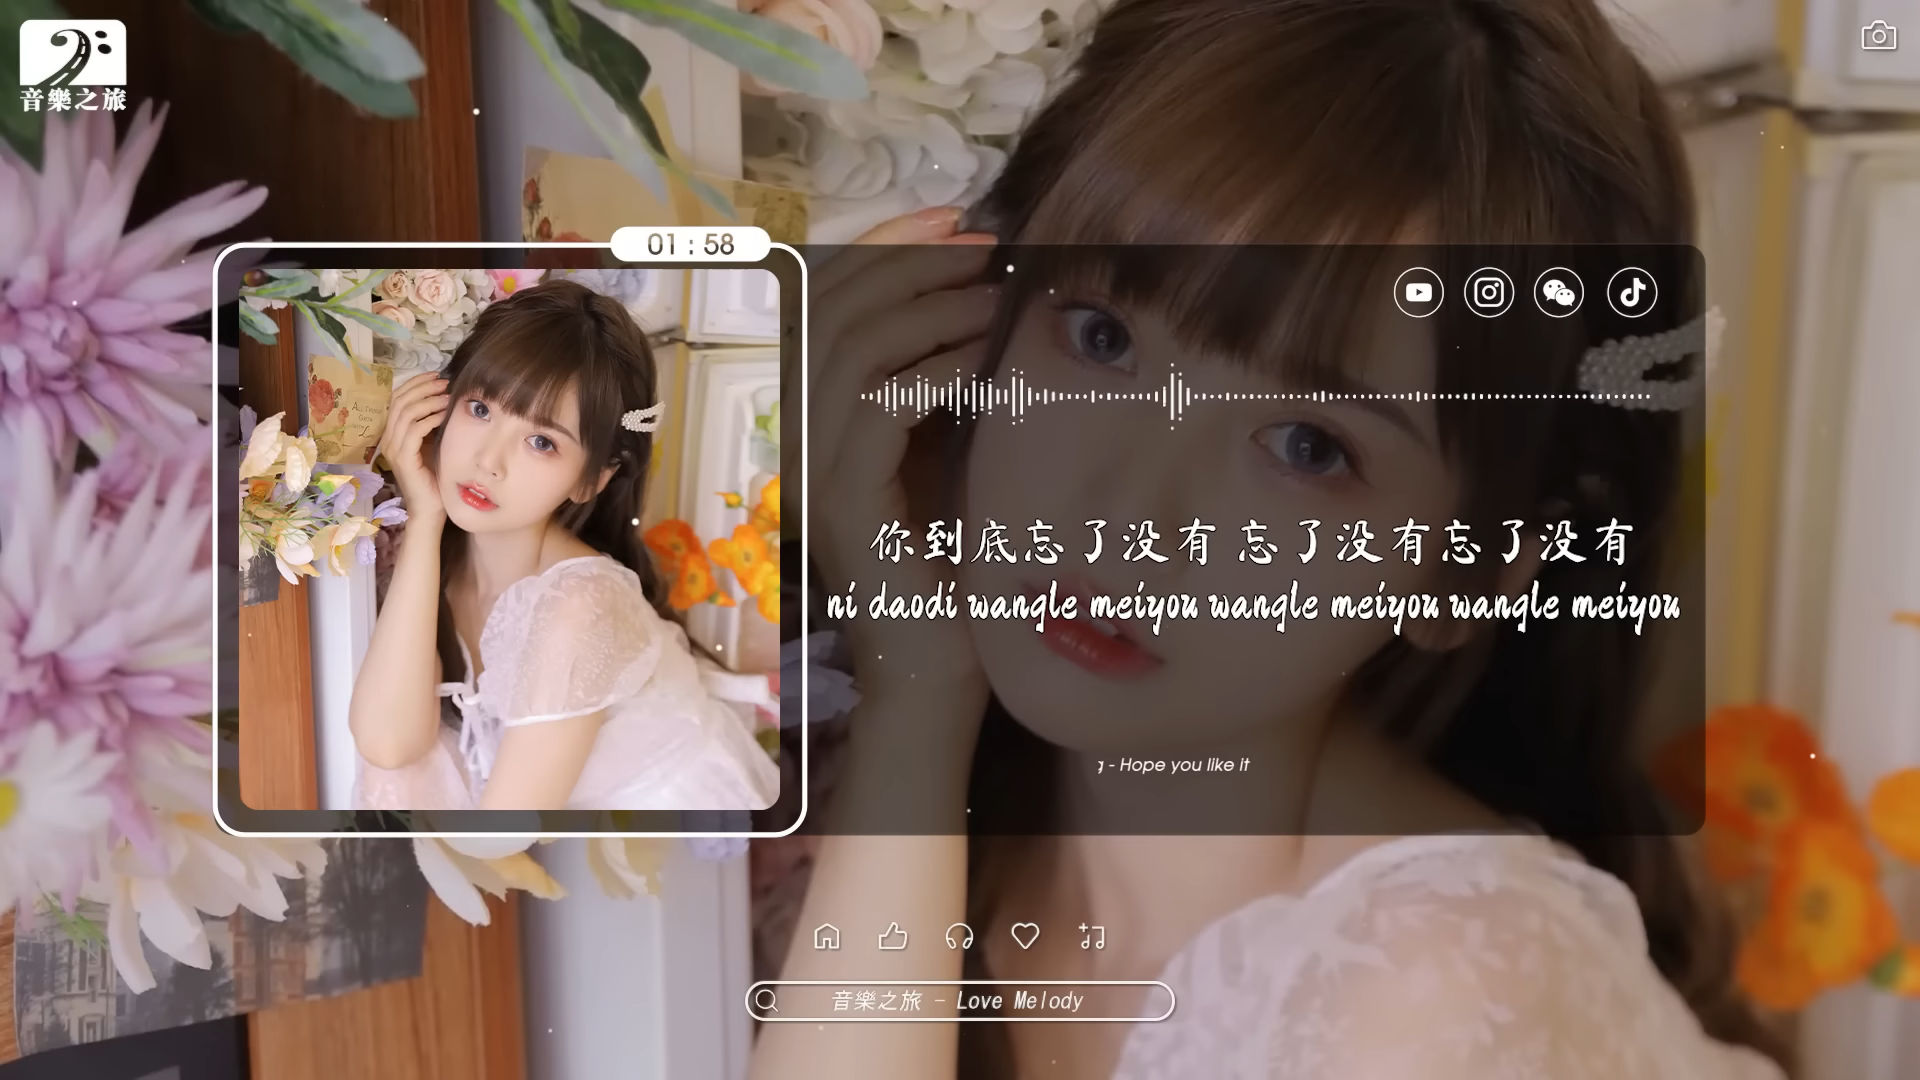 音樂之旅
01 : 58
你到底忘了没有 忘了没有忘了没有
ni daodi wangle meiyou wangle meiyou wangle meiyou
- Hope you like it
音樂之旅 - Love Melody